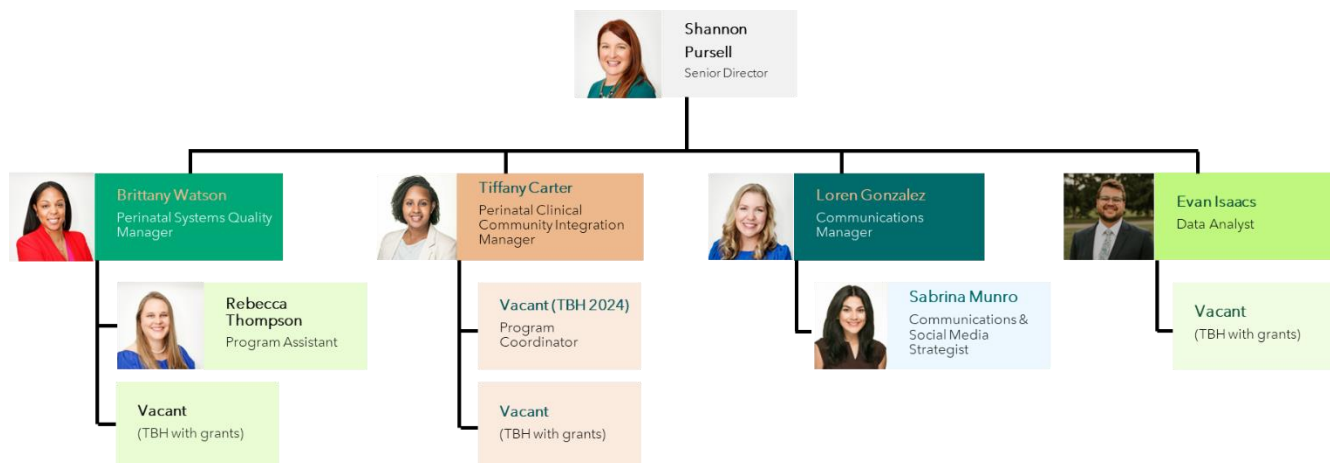 Shannon
Pursell
Senior Director
Brittany Watson
Perinatal Systems Quality
Manager
Tiffany Carter
Perinatal Clinical
Community Integration
Manager
Loren Gonzalez
Communications
Manager
Evan Isaacs
Data Analyst
Rebecca
Thompson
Program Assistant
Vacant (TBH 2024)
Program
Coordinator
Sabrina Munro
Communications &
Social Media
Strategist
Vacant
(TBH with grants)
Vacant
(TBH with grants)
Vacant
(TBH with grants)